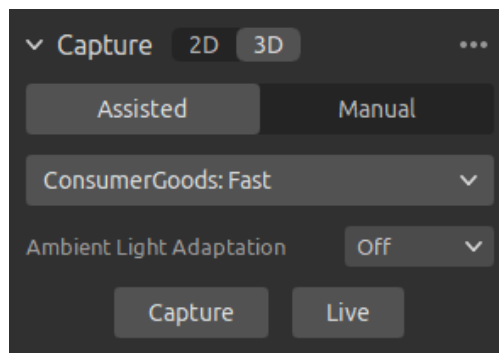 Capture 2D 3D
Assisted Manual
ConsumerGoods: Fast
Ambient Light Adaptation Off
Capture Live